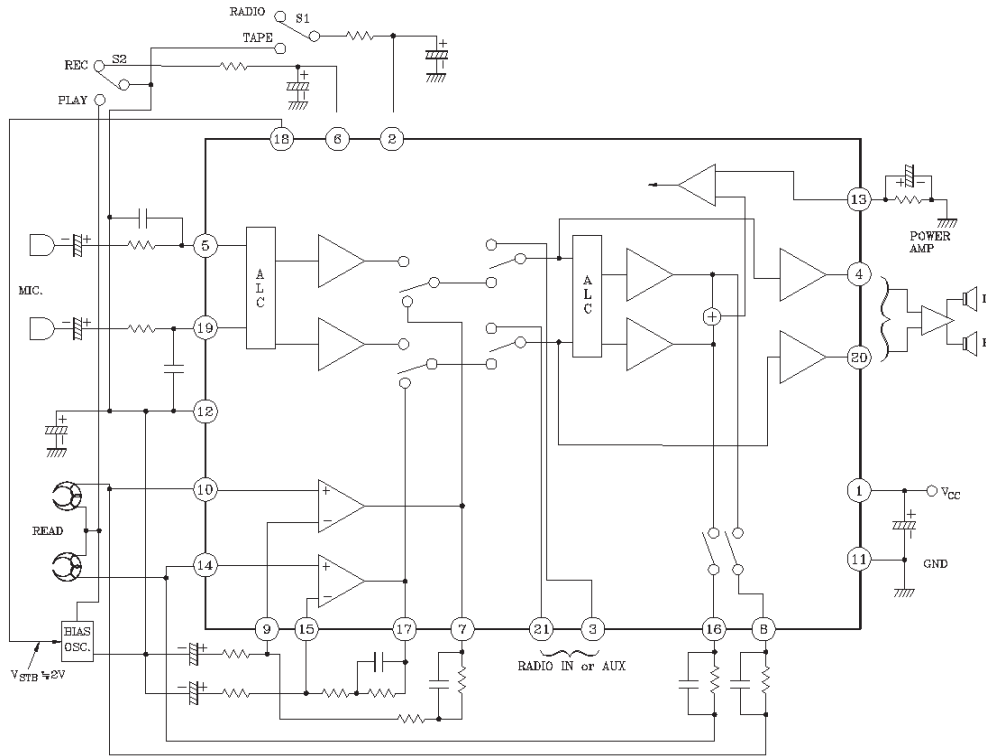 RADIO
S1
TAPE
REC
S2
PLAY
18
6
2
13
POWER
AMP
5
ALC
ALC
4
MIC.
19
20
12
10
1
VCC
READ
14
11
GND
BIAS
OSC.
9
15
17
7
21
3
16
8
VSTB ≒2V
RADIO IN or AUX